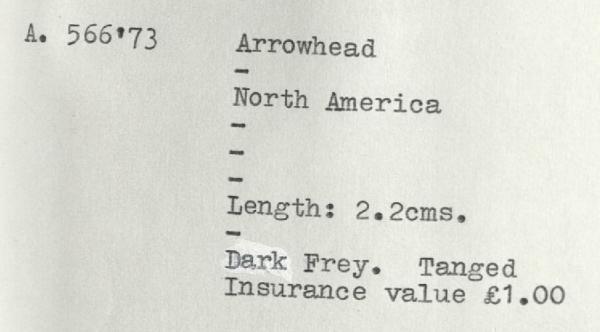 A. 566'73 Arrowhead
-
North America
-
-
-
Length: 2.2cms.
-
Dark Frey. Tanged
Insurance value £1.00